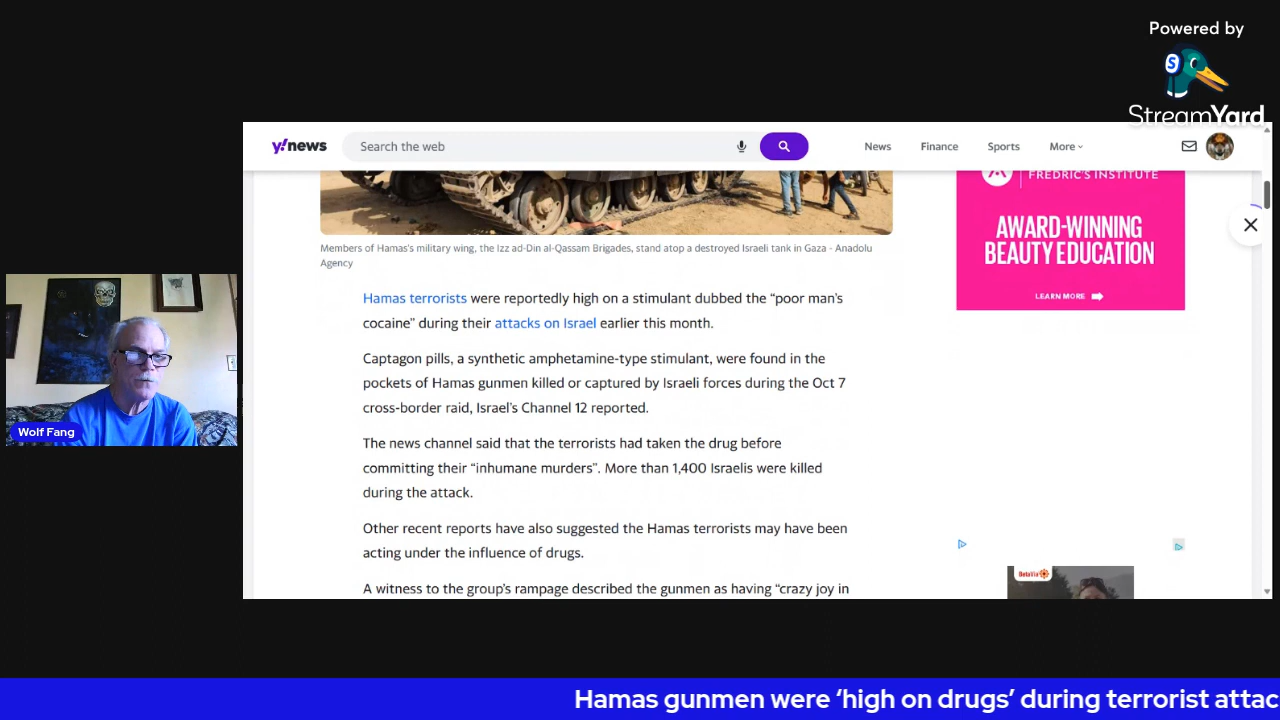 Powered by
StreamYard
y!news
Search the web
News
Finance
Sports
More
FREDRIC'S INSTITUTE
AWARD-WINNING
BEAUTY EDUCATION
LEARN MORE
Members of Hamas's military wing, the Izz ad-Din al-Qassam Brigades, stand atop a destroyed Israeli tank in Gaza - Anadolu
Agency
Hamas terrorists were reportedly high on a stimulant dubbed the “poor man’s
cocaine” during their attacks on Israel earlier this month.
Captagon pills, a synthetic amphetamine-type stimulant, were found in the
pockets of Hamas gunmen killed or captured by Israeli forces during the Oct 7
cross-border raid, Israel’s Channel 12 reported.
The news channel said that the terrorists had taken the drug before
committing their “inhumane murders”. More than 1,400 Israelis were killed
during the attack.
Other recent reports have also suggested the Hamas terrorists may have been
acting under the influence of drugs.
A witness to the group’s rampage described the gunmen as having “crazy joy in
Wolf Fang
Hamas gunmen were ‘high on drugs’ during terrorist attac